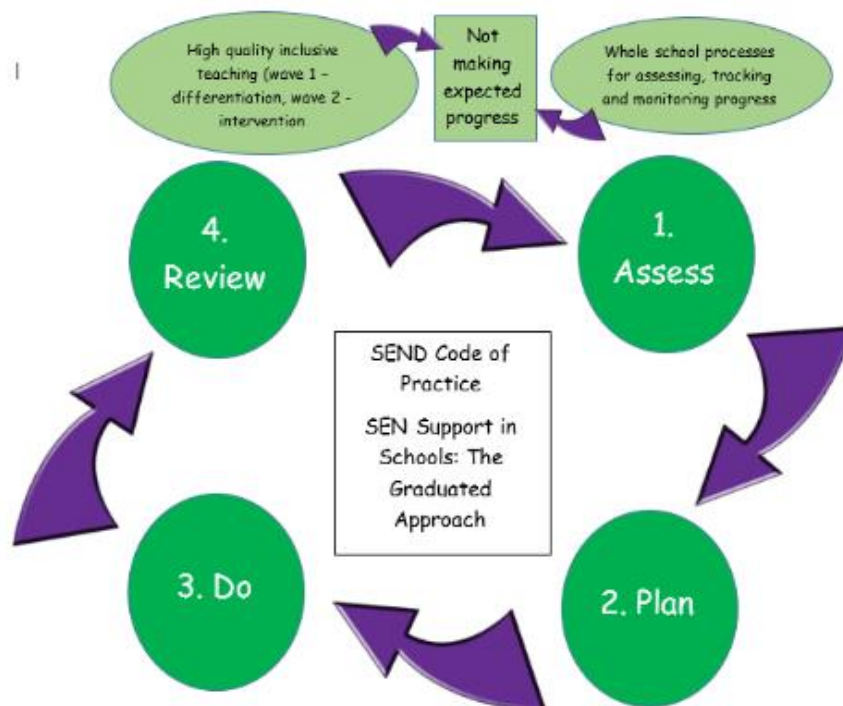 High quality inclusive
teaching (wave 1 –
differentiation, wave 2 -
intervention
Not
making
expected
progress
Whole school processes
for assessing, tracking
and monitoring progress
4.
Review
1.
Assess
SEND Code of
Practice
SEN Support in
Schools: The
Graduated
Approach
3. Do
2. Plan